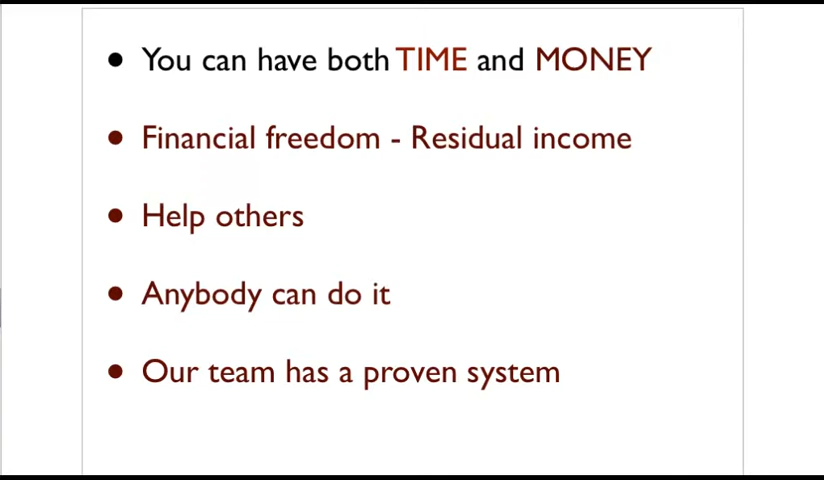 • You can have both TIME and MONEY
• Financial freedom - Residual income
• Help others
• Anybody can do it
• Our team has a proven system